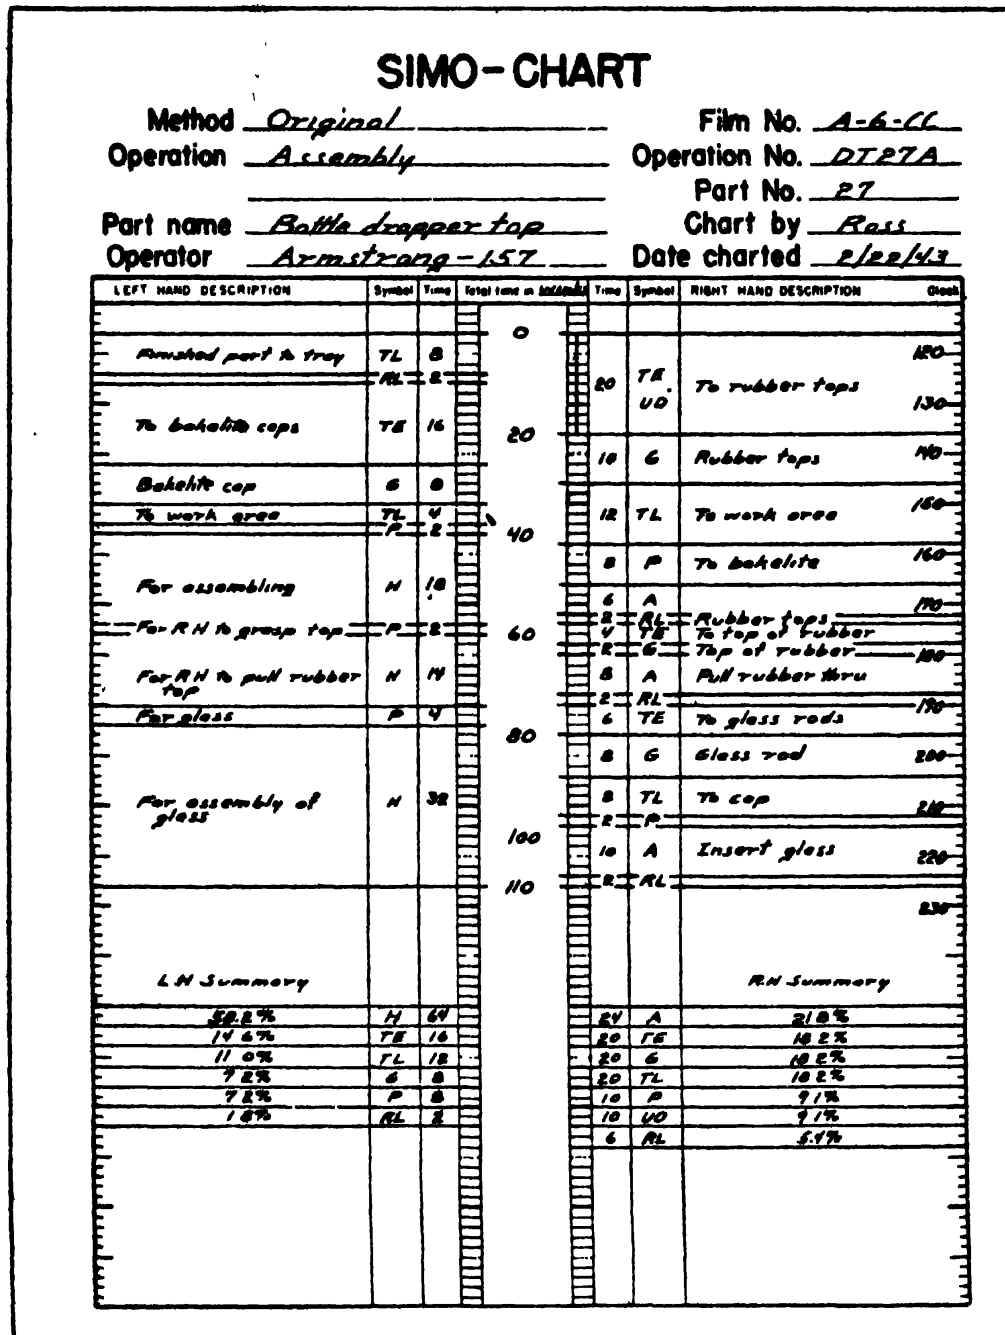 SIMO-CHART
Method Original Film No. A-6-CC
Operation Assembly Operation No. DT27A
Part No. 27
Part name Bottle dropper top Chart by Ross
Operator Armstrong-157 Date charted 2/22/43
LEFT HAND DESCRIPTION Symbol Time Total time in Time Symbol RIGHT HAND DESCRIPTION Clock
0
Finished part to tray TL 8 120
RL 2 20 TE To rubber tops
UD 130
To bakelite caps TE 16 20
10 G Rubber tops 140
Bakelite cap G 8
To work area TL 4 12 TL To work area 150
P 2 40
8 P To bakelite 160
For assembling H 18
6 A 170
2 RL Rubber tops
For RH to grasp top P 2 60 4 TE To top of rubber
2 G Top of rubber 180
For RH to pull rubber H 14 8 A Pull rubber thru
top 2 RL 190
For glass P 4 6 TE To glass rods
80
8 G Glass rod 200
For assembly of H 32 8 TL To cap 210
glass 2 P
100
10 A Insert glass 220
110 2 RL
230
L H Summary R.H Summary
58.2% H 64 24 A 21 8%
14 6% TE 16 20 TE 18 2%
11 0% TL 12 20 G 18 2%
7 2% G 8 20 TL 18 2%
7 2% P 8 10 P 9 1%
1 8% RL 2 10 UD 9 1%
6 RL 5.4%